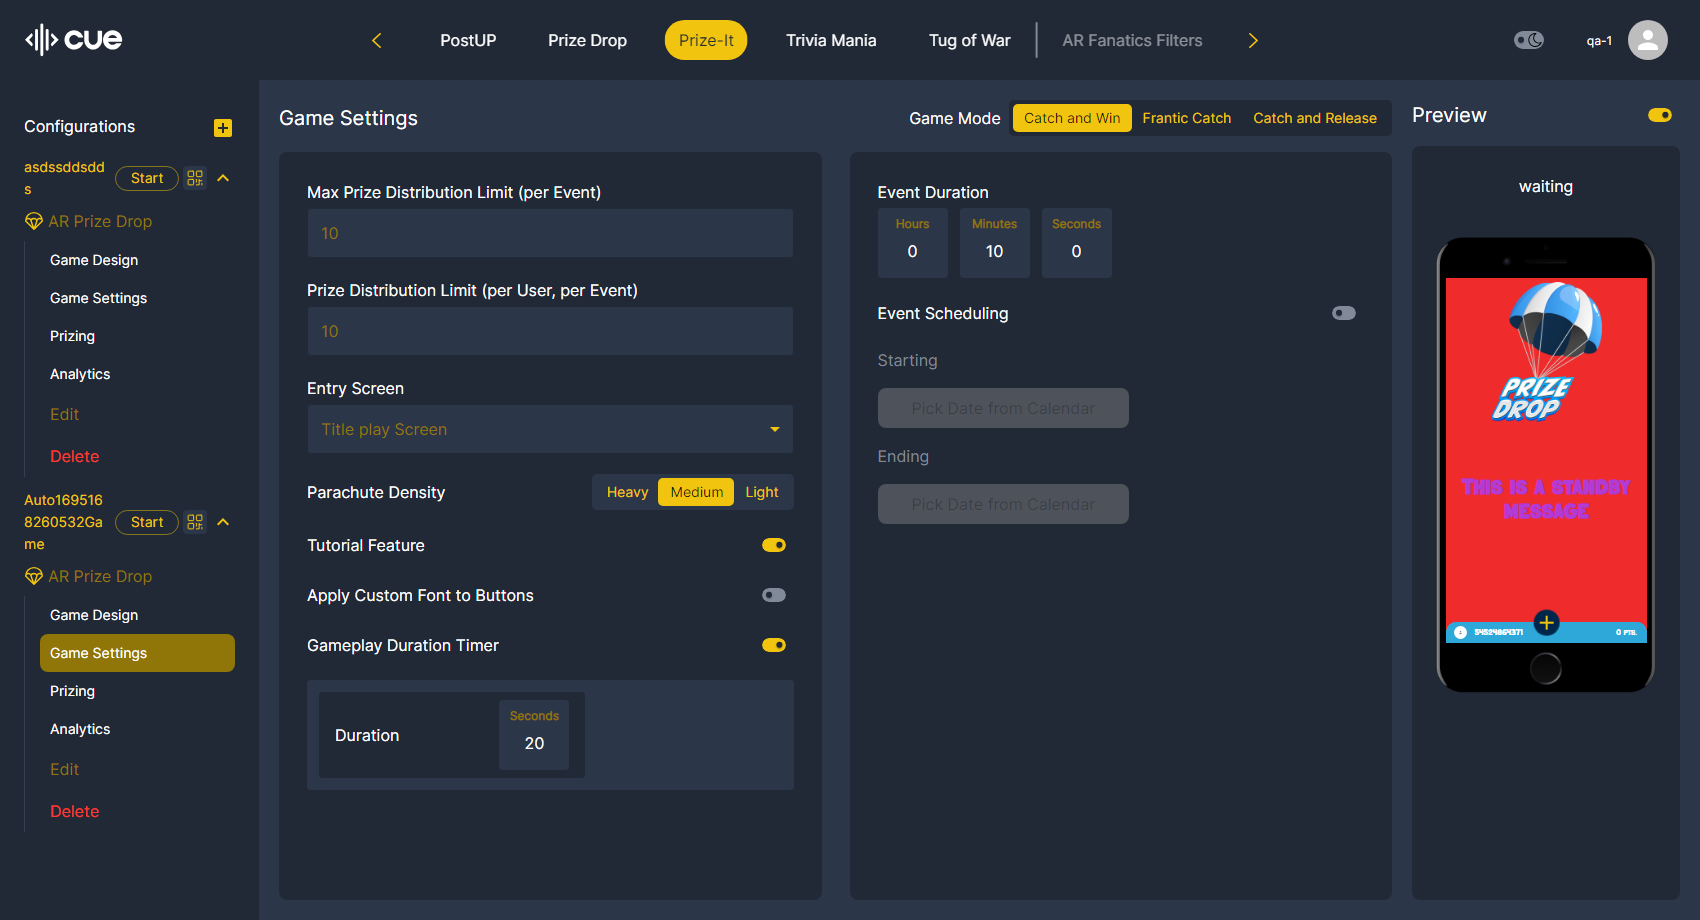 cue
PostUP
Prize Drop
Prize-It
Trivia Mania
Tug of War
AR Fanatics Filters
qa-1
Configurations
asdssddsdd
s
Start
AR Prize Drop
Game Design
Game Settings
Prizing
Analytics
Edit
Delete
Auto169516
8260532Ga
me
Start
AR Prize Drop
Game Design
Game Settings
Prizing
Analytics
Edit
Delete
Game Settings
Game Mode
Catch and Win
Frantic Catch
Catch and Release
Max Prize Distribution Limit (per Event)
10
Prize Distribution Limit (per User, per Event)
10
Entry Screen
Title play Screen
Parachute Density
Heavy
Medium
Light
Tutorial Feature
Apply Custom Font to Buttons
Gameplay Duration Timer
Duration
Seconds
20
Event Duration
Hours
0
Minutes
10
Seconds
0
Event Scheduling
Starting
Pick Date from Calendar
Ending
Pick Date from Calendar
Preview
waiting
PRIZE
DROP
THIS IS A STANDBY
MESSAGE
0 PTS.